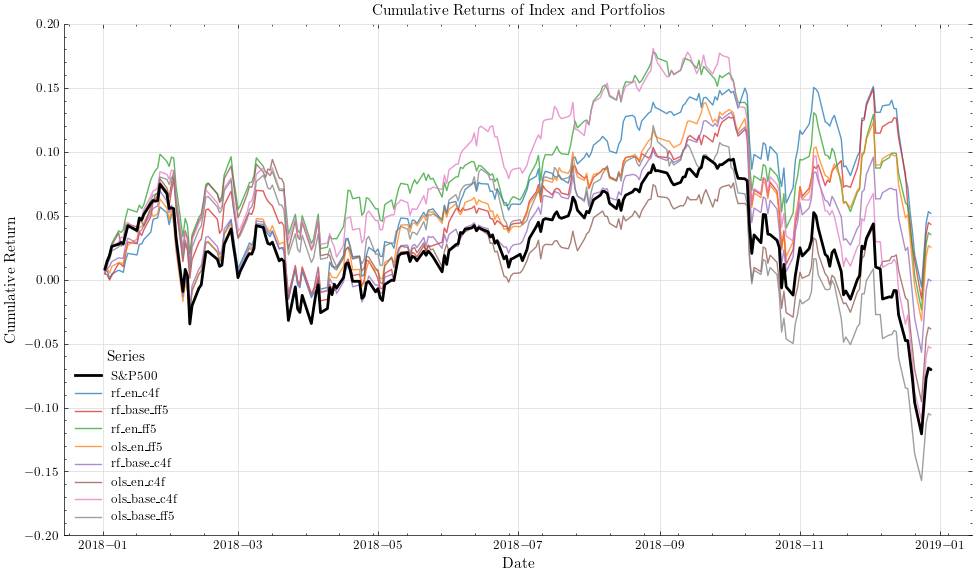 Cumulative Returns of Index and Portfolios
0.20
0.15
0.10
0.05
0.00
−0.05
−0.10
−0.15
−0.20
Cumulative Return
Series
S&P500
rf_en_c4f
rf_base_ff5
rf_en_ff5
ols_en_ff5
rf_base_c4f
ols_en_c4f
ols_base_c4f
ols_base_ff5
2018−01 2018−03 2018−05 2018−07 2018−09 2018−11 2019−01
Date